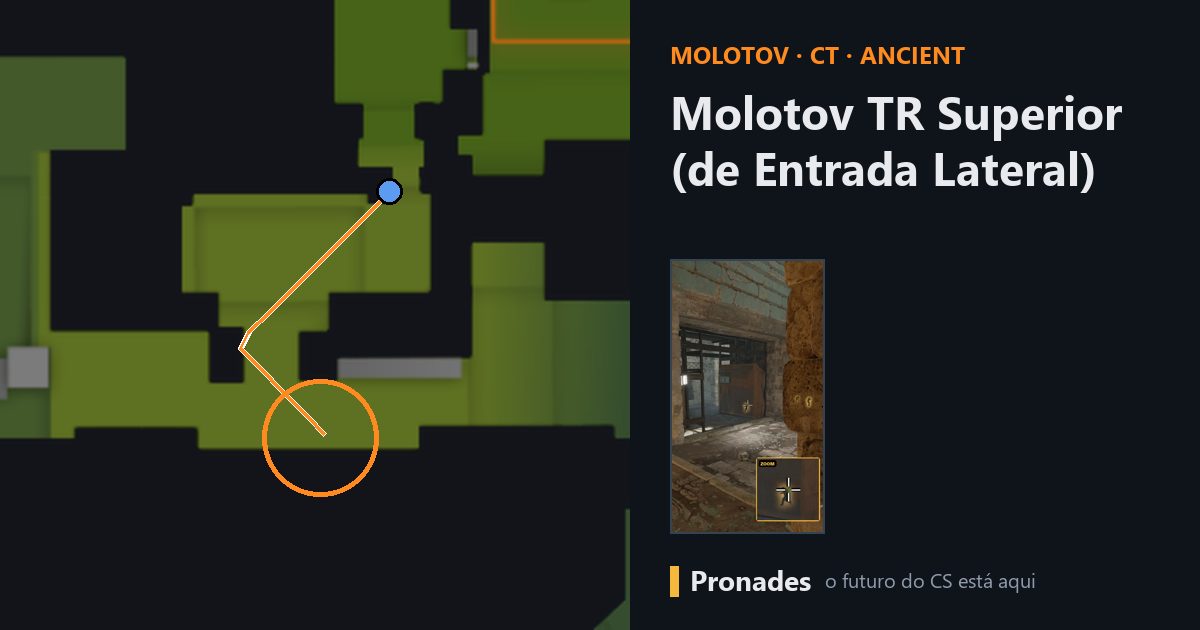 MOLOTOV · CT · ANCIENT
Molotov TR Superior
(de Entrada Lateral)
ZOOM
Pronades o futuro do CS está aqui